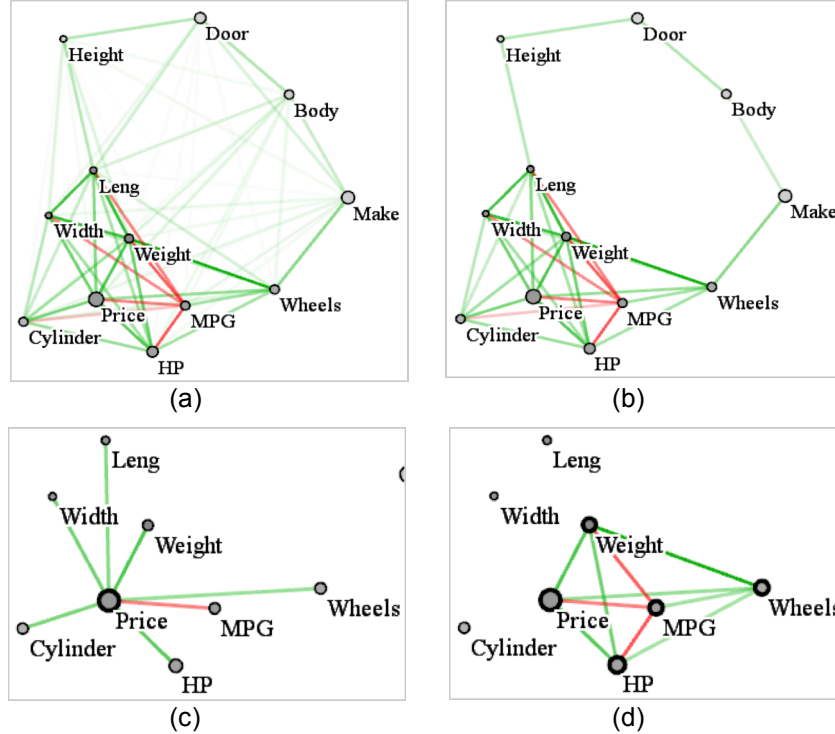 Door
Height
Body
Leng
Make
Width
Weight
Wheels
Price
MPG
Cylinder
HP
(a)
Door
Height
Body
Leng
Make
Width
Weight
Wheels
Price
MPG
Cylinder
HP
(b)
Leng
Width
Weight
Wheels
Price
MPG
Cylinder
HP
(c)
Leng
Width
Weight
Wheels
Price
MPG
Cylinder
HP
(d)